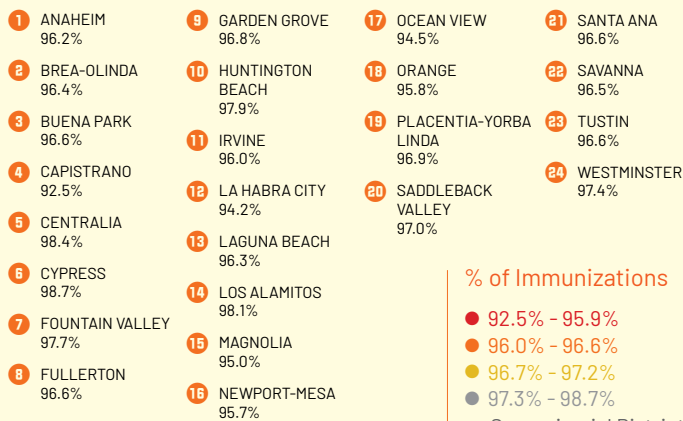 1 ANAHEIM
96.2%
2 BREA-OLINDA
96.4%
3 BUENA PARK
96.6%
4 CAPISTRANO
92.5%
5 CENTRALIA
98.4%
6 CYPRESS
98.7%
7 FOUNTAIN VALLEY
97.7%
8 FULLERTON
96.6%
9 GARDEN GROVE
96.8%
10 HUNTINGTON
BEACH
97.9%
11 IRVINE
96.0%
12 LA HABRA CITY
94.2%
13 LAGUNA BEACH
96.3%
14 LOS ALAMITOS
98.1%
15 MAGNOLIA
95.0%
16 NEWPORT-MESA
95.7%
17 OCEAN VIEW
94.5%
18 ORANGE
95.8%
19 PLACENTIA-YORBA
LINDA
96.9%
20 SADDLEBACK
VALLEY
97.0%
21 SANTA ANA
96.6%
22 SAVANNA
96.5%
23 TUSTIN
96.6%
24 WESTMINSTER
97.4%
% of Immunizations
92.5% - 95.9%
96.0% - 96.6%
96.7% - 97.2%
97.3% - 98.7%